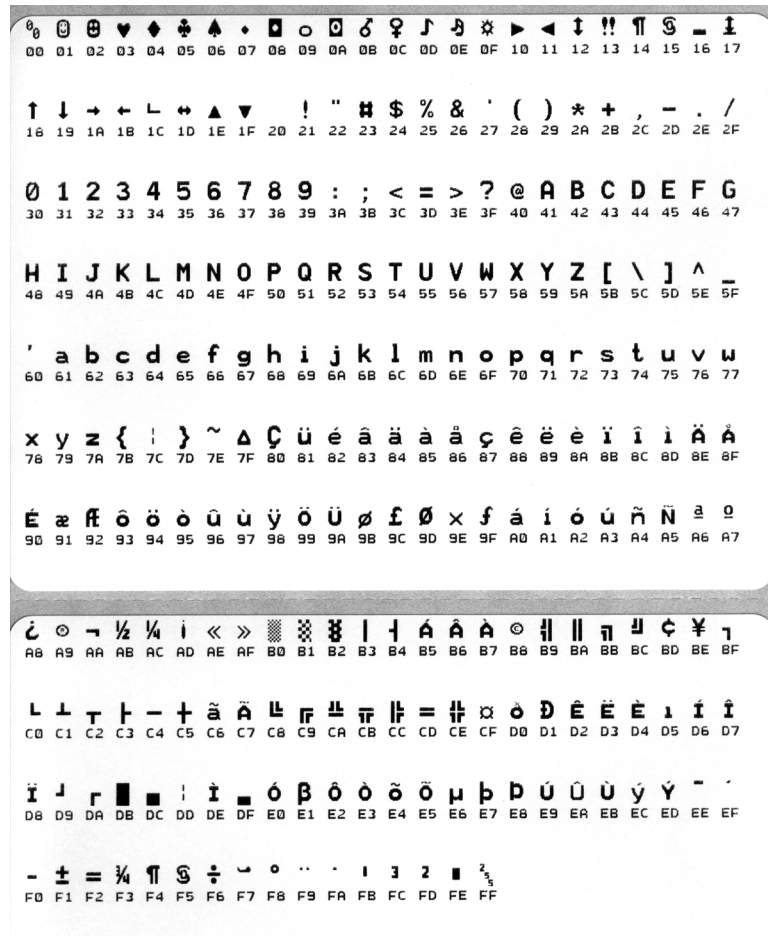 ⁰₀ ☺ ☻ ♥ ♦ ♣ ♠ • ◘ ○ ◙ ♂ ♀ ♪ ♫ ☼ ► ◄ ↕ ‼ ¶ § ▬ ↨
00 01 02 03 04 05 06 07 08 09 0A 0B 0C 0D 0E 0F 10 11 12 13 14 15 16 17
↑ ↓ → ← ∟ ↔ ▲ ▼ ! " # $ % & ' ( ) * + , - . /
18 19 1A 1B 1C 1D 1E 1F 20 21 22 23 24 25 26 27 28 29 2A 2B 2C 2D 2E 2F
0 1 2 3 4 5 6 7 8 9 : ; < = > ? @ A B C D E F G
30 31 32 33 34 35 36 37 38 39 3A 3B 3C 3D 3E 3F 40 41 42 43 44 45 46 47
H I J K L M N O P Q R S T U V W X Y Z [ \ ] ^ _
48 49 4A 4B 4C 4D 4E 4F 50 51 52 53 54 55 56 57 58 59 5A 5B 5C 5D 5E 5F
' a b c d e f g h i j k l m n o p q r s t u v w
60 61 62 63 64 65 66 67 68 69 6A 6B 6C 6D 6E 6F 70 71 72 73 74 75 76 77
x y z { ¦ } ~ ∆ Ç ü é â ä à å ç ê ë è ï î ì Ä Å
78 79 7A 7B 7C 7D 7E 7F 80 81 82 83 84 85 86 87 88 89 8A 8B 8C 8D 8E 8F
É æ Æ ô ö ò û ù ÿ Ö Ü ø £ Ø × ƒ á í ó ú ñ Ñ ª º
90 91 92 93 94 95 96 97 98 99 9A 9B 9C 9D 9E 9F A0 A1 A2 A3 A4 A5 A6 A7
¿ ® ¬ ½ ¼ ¡ « » ░ ▒ ▓ │ ┤ Á Â À © ╣ ║ ╗ ╝ ¢ ¥ ┐
A8 A9 AA AB AC AD AE AF B0 B1 B2 B3 B4 B5 B6 B7 B8 B9 BA BB BC BD BE BF
└ ┴ ┬ ├ ─ ┼ ã Ã ╚ ╔ ╩ ╦ ╠ ═ ╬ ¤ ð Ð Ê Ë È ı Í Î
C0 C1 C2 C3 C4 C5 C6 C7 C8 C9 CA CB CC CD CE CF D0 D1 D2 D3 D4 D5 D6 D7
Ï ┘ ┌ █ ▄ ¦ Ì ▄ Ó β Ô Ò õ Õ µ þ Þ Ú Û Ù ý Ý ¯ ´
D8 D9 DA DB DC DD DE DF E0 E1 E2 E3 E4 E5 E6 E7 E8 E9 EA EB EC ED EE EF
- ± = ¾ ¶ § ÷ ¸ ° ¨ · ı 3 2 ■ ²₅₅
F0 F1 F2 F3 F4 F5 F6 F7 F8 F9 FA FB FC FD FE FF